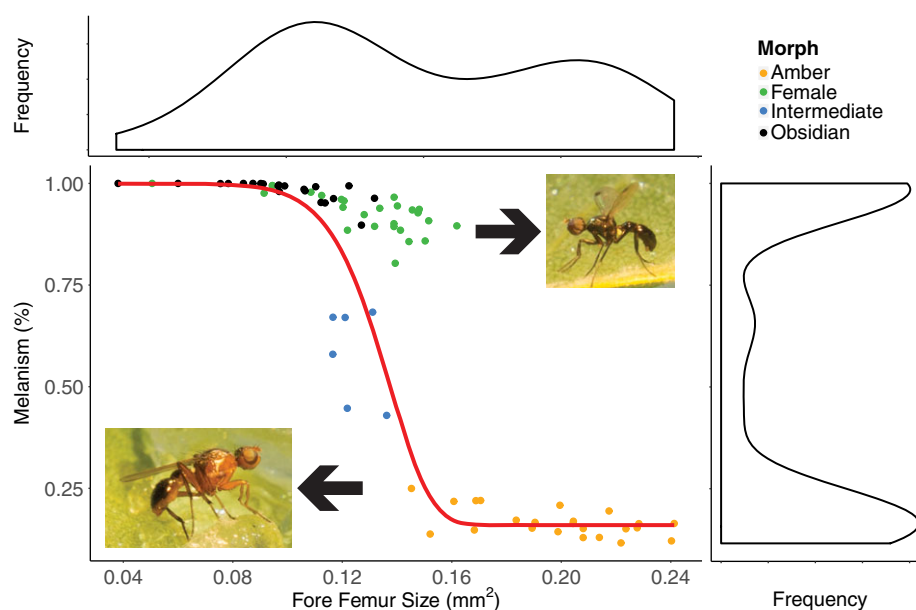 Frequency
Morph
Amber
Female
Intermediate
Obsidian
Melanism (%)
1.00
0.75
0.50
0.25
0.04
0.08
0.12
0.16
0.20
0.24
Fore Femur Size (mm²)
Frequency